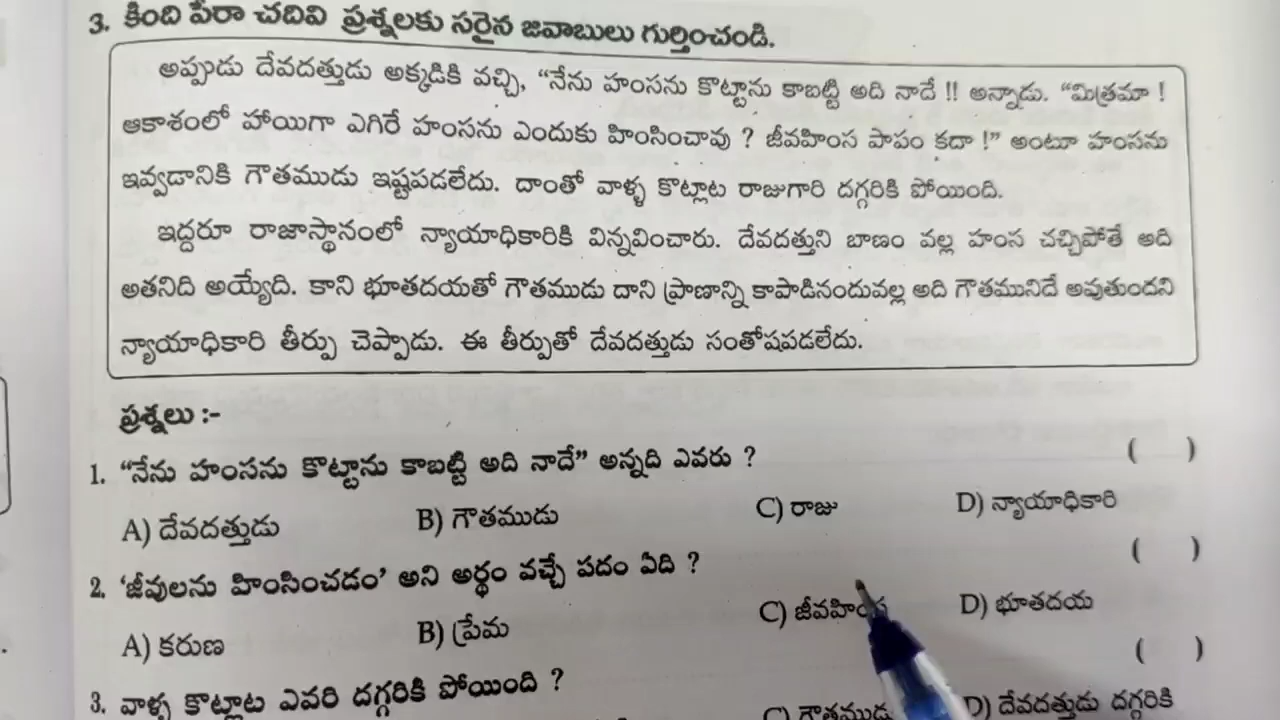 3. కింది పేరా చదివి ప్రశ్నలకు సరైన జవాబులు గుర్తించండి.
అప్పుడు దేవదత్తుడు అక్కడికి వచ్చి, “నేను హంసను కొట్టాను కాబట్టి అది నాదే !! అన్నాడు. “మిత్రమా !
ఆకాశంలో హాయిగా ఎగిరే హంసను ఎందుకు హింసించావు ? జీవహింస పాపం కదా !” అంటూ హంసను
ఇవ్వడానికి గౌతముడు ఇష్టపడలేదు. దాంతో వాళ్ళ కొట్లాట రాజుగారి దగ్గరికి పోయింది.
ఇద్దరూ రాజాస్థానంలో న్యాయాధికారికి విన్నవించారు. దేవదత్తుని బాణం వల్ల హంస చచ్చిపోతే అది
అతనిది అయ్యేది. కాని భూతదయతో గౌతముడు దాని ప్రాణాన్ని కాపాడినందువల్ల అది గౌతమునిదే అవుతుందని
న్యాయాధికారి తీర్పు చెప్పాడు. ఈ తీర్పుతో దేవదత్తుడు సంతోషపడలేదు.
ప్రశ్నలు :-
1. “నేను హంసను కొట్టాను కాబట్టి అది నాదే” అన్నది ఎవరు ? ( )
A) దేవదత్తుడు B) గౌతముడు C) రాజు D) న్యాయాధికారి
2. ‘జీవులను హింసించడం’ అని అర్థం వచ్చే పదం ఏది ? ( )
A) కరుణ B) ప్రేమ C) జీవహింస D) భూతదయ
3. వాళ్ళ కొట్లాట ఎవరి దగ్గరికి పోయింది ? ( )
C) గౌతముడు D) దేవదత్తుడు దగ్గరికి